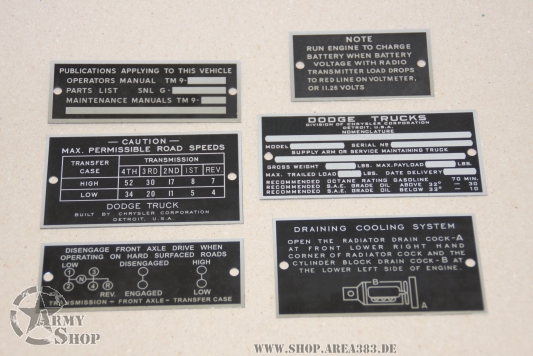 PUBLICATIONS APPLYING TO THIS VEHICLE
OPERATORS MANUAL TM 9-
PARTS LIST SNL G-
MAINTENANCE MANUALS TM 9-
NOTE
RUN ENGINE TO CHARGE
BATTERY WHEN BATTERY
VOLTAGE WITH RADIO
TRANSMITTER LOAD DROPS
TO RED LINE ON VOLTMETER,
OR 11.25 VOLTS
— CAUTION —
MAX. PERMISSIBLE ROAD SPEEDS
TRANSFER CASE TRANSMISSION
4TH 3RD 2ND 1ST REV
HIGH 52 30 17 8 7
LOW 34 20 11 5 4
DODGE TRUCK
BUILT BY CHRYSLER CORPORATION
DETROIT, U.S.A.
DODGE TRUCKS
DIVISION OF CHRYSLER CORPORATION
DETROIT, U.S.A.
NOMENCLATURE
MODEL SERIAL NO
SUPPLY ARM OR SERVICE MAINTAINING TRUCK
GROSS WEIGHT LBS. MAX. PAYLOAD LBS.
MAX. TRAILED LOAD LBS. DATE DELIVERY
RECOMMENDED OCTANE RATING GASOLINE 70 MIN.
RECOMMENDED S.A.E. GRADE OIL ABOVE 32° — 30
RECOMMENDED S.A.E. GRADE OIL BELOW 32° — 10
DISENGAGE FRONT AXLE DRIVE WHEN
OPERATING ON HARD SURFACED ROADS
LOW DISENGAGED HIGH
1 3
N R
2 4
REV. ENGAGED LOW
TRANSMISSION – FRONT AXLE – TRANSFER CASE
DRAINING COOLING SYSTEM
OPEN THE RADIATOR DRAIN COCK-A
AT FRONT LOWER RIGHT HAND
CORNER OF RADIATOR COCK AND THE
CYLINDER BLOCK DRAIN COCK-B AT
THE LOWER LEFT SIDE OF ENGINE.
B
A
ARMY
SHOP
WWW.SHOP.AREA383.DE